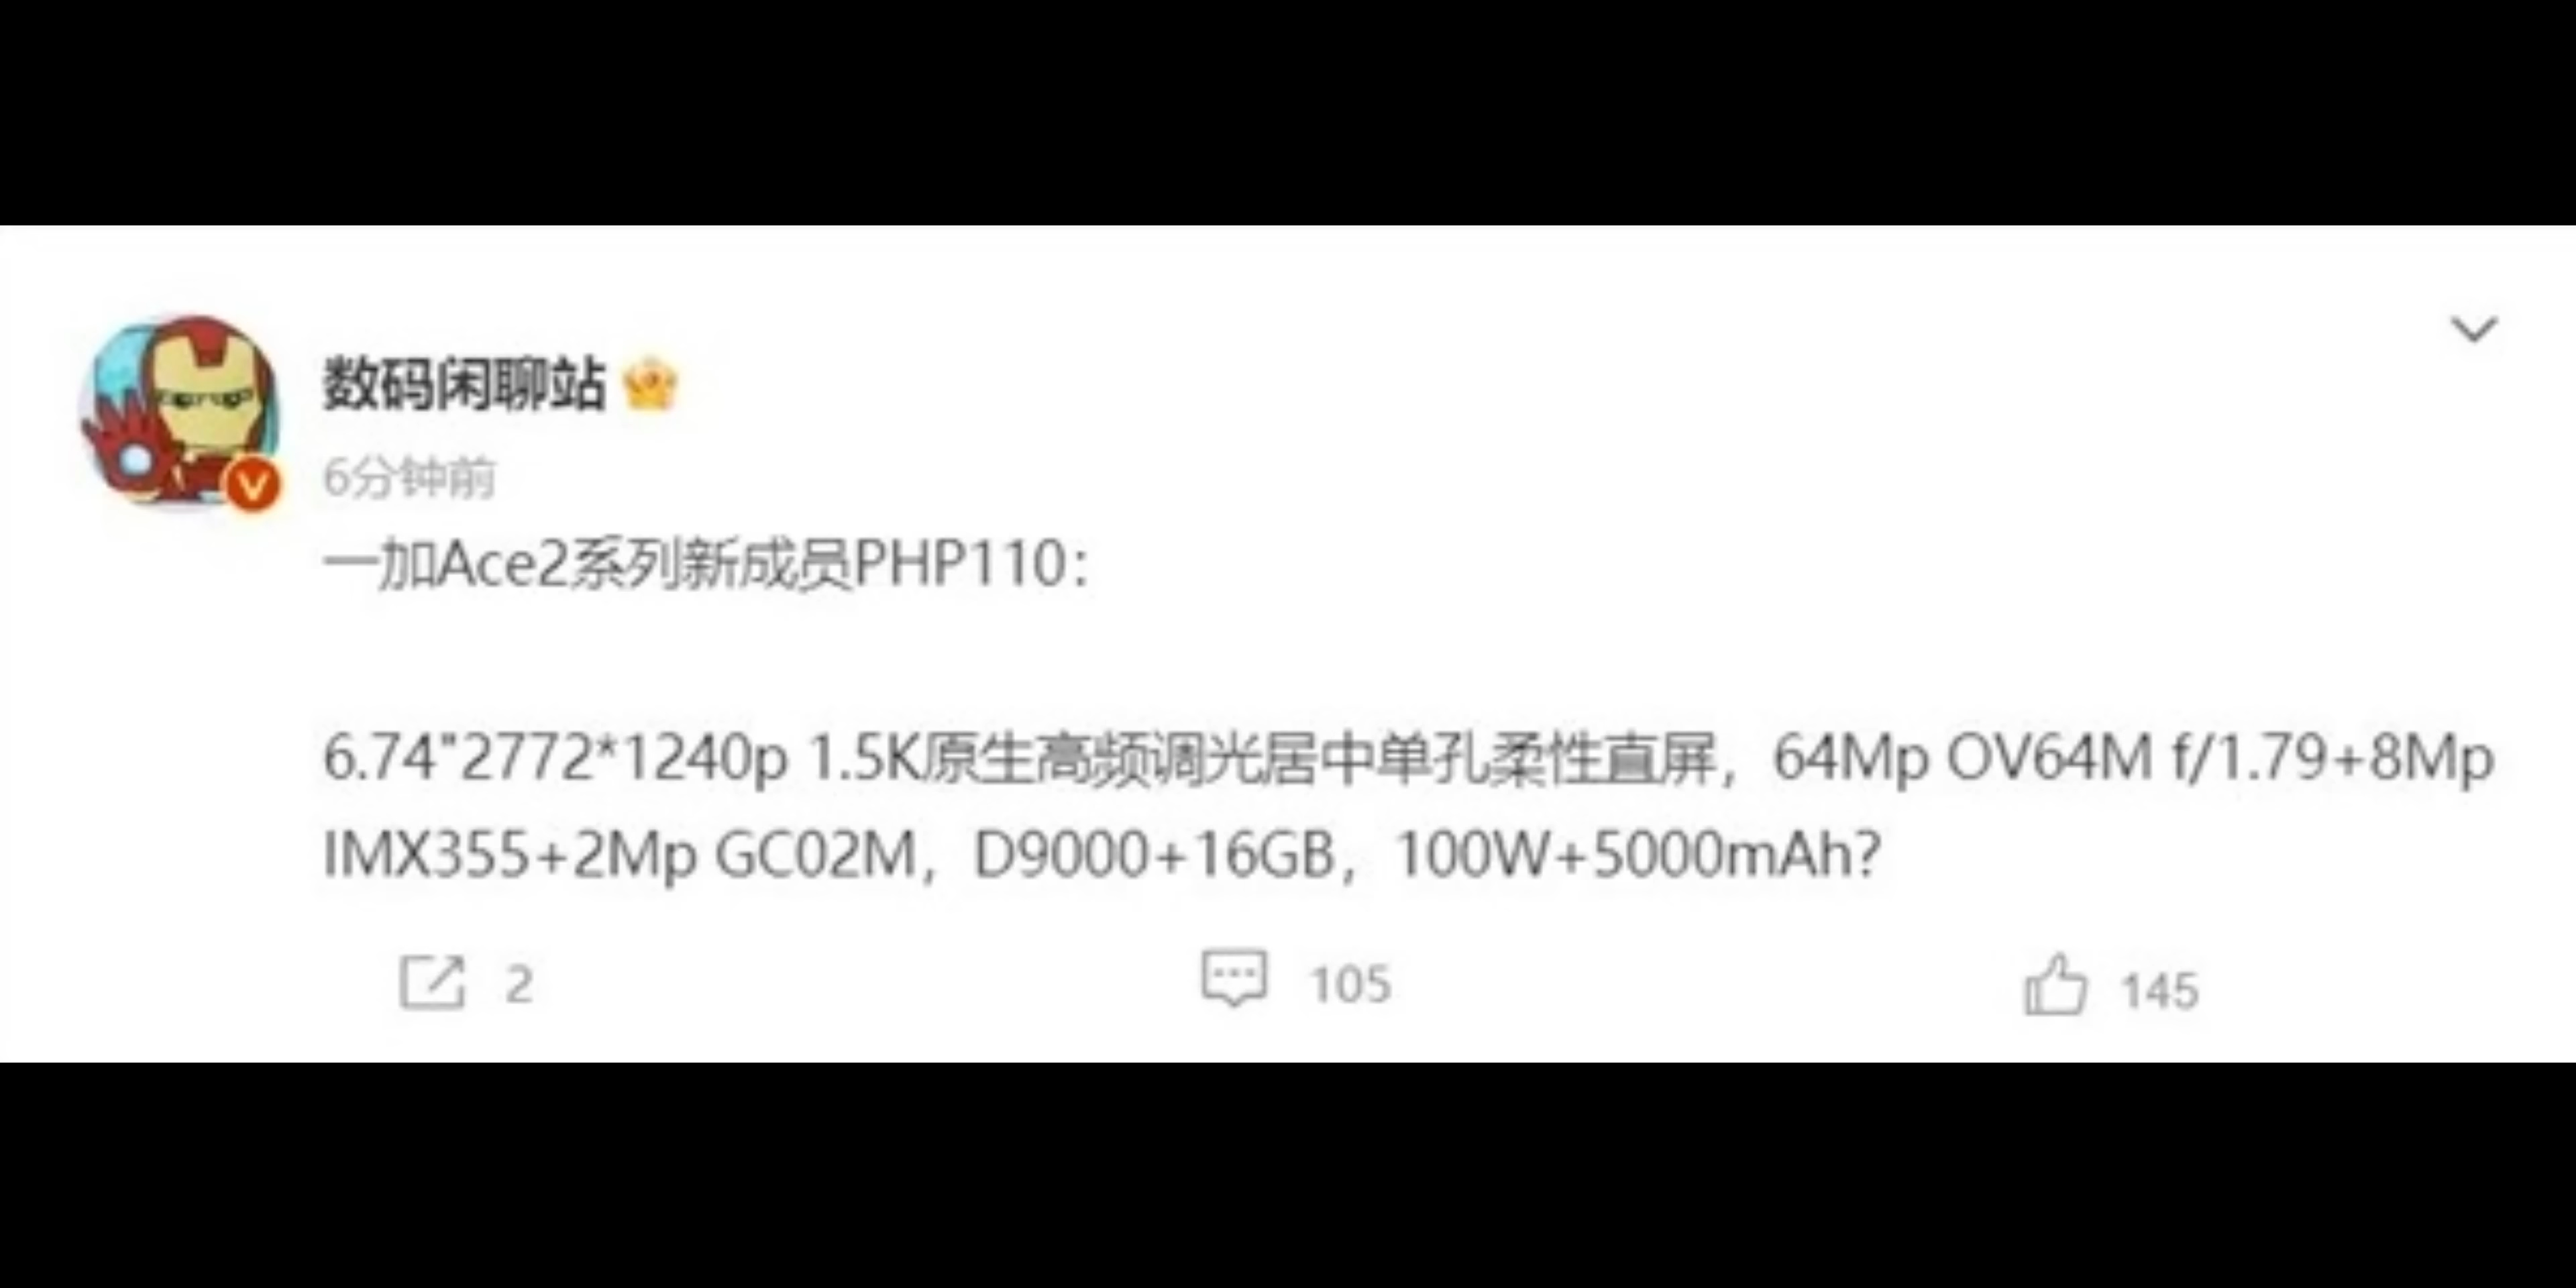 数码闲聊站
6分钟前
一加Ace2系列新成员PHP110：
6.74"2772*1240p 1.5K原生高频调光居中单孔柔性直屏，64Mp OV64M f/1.79+8Mp
IMX355+2Mp GC02M，D9000+16GB，100W+5000mAh?
2 105 145